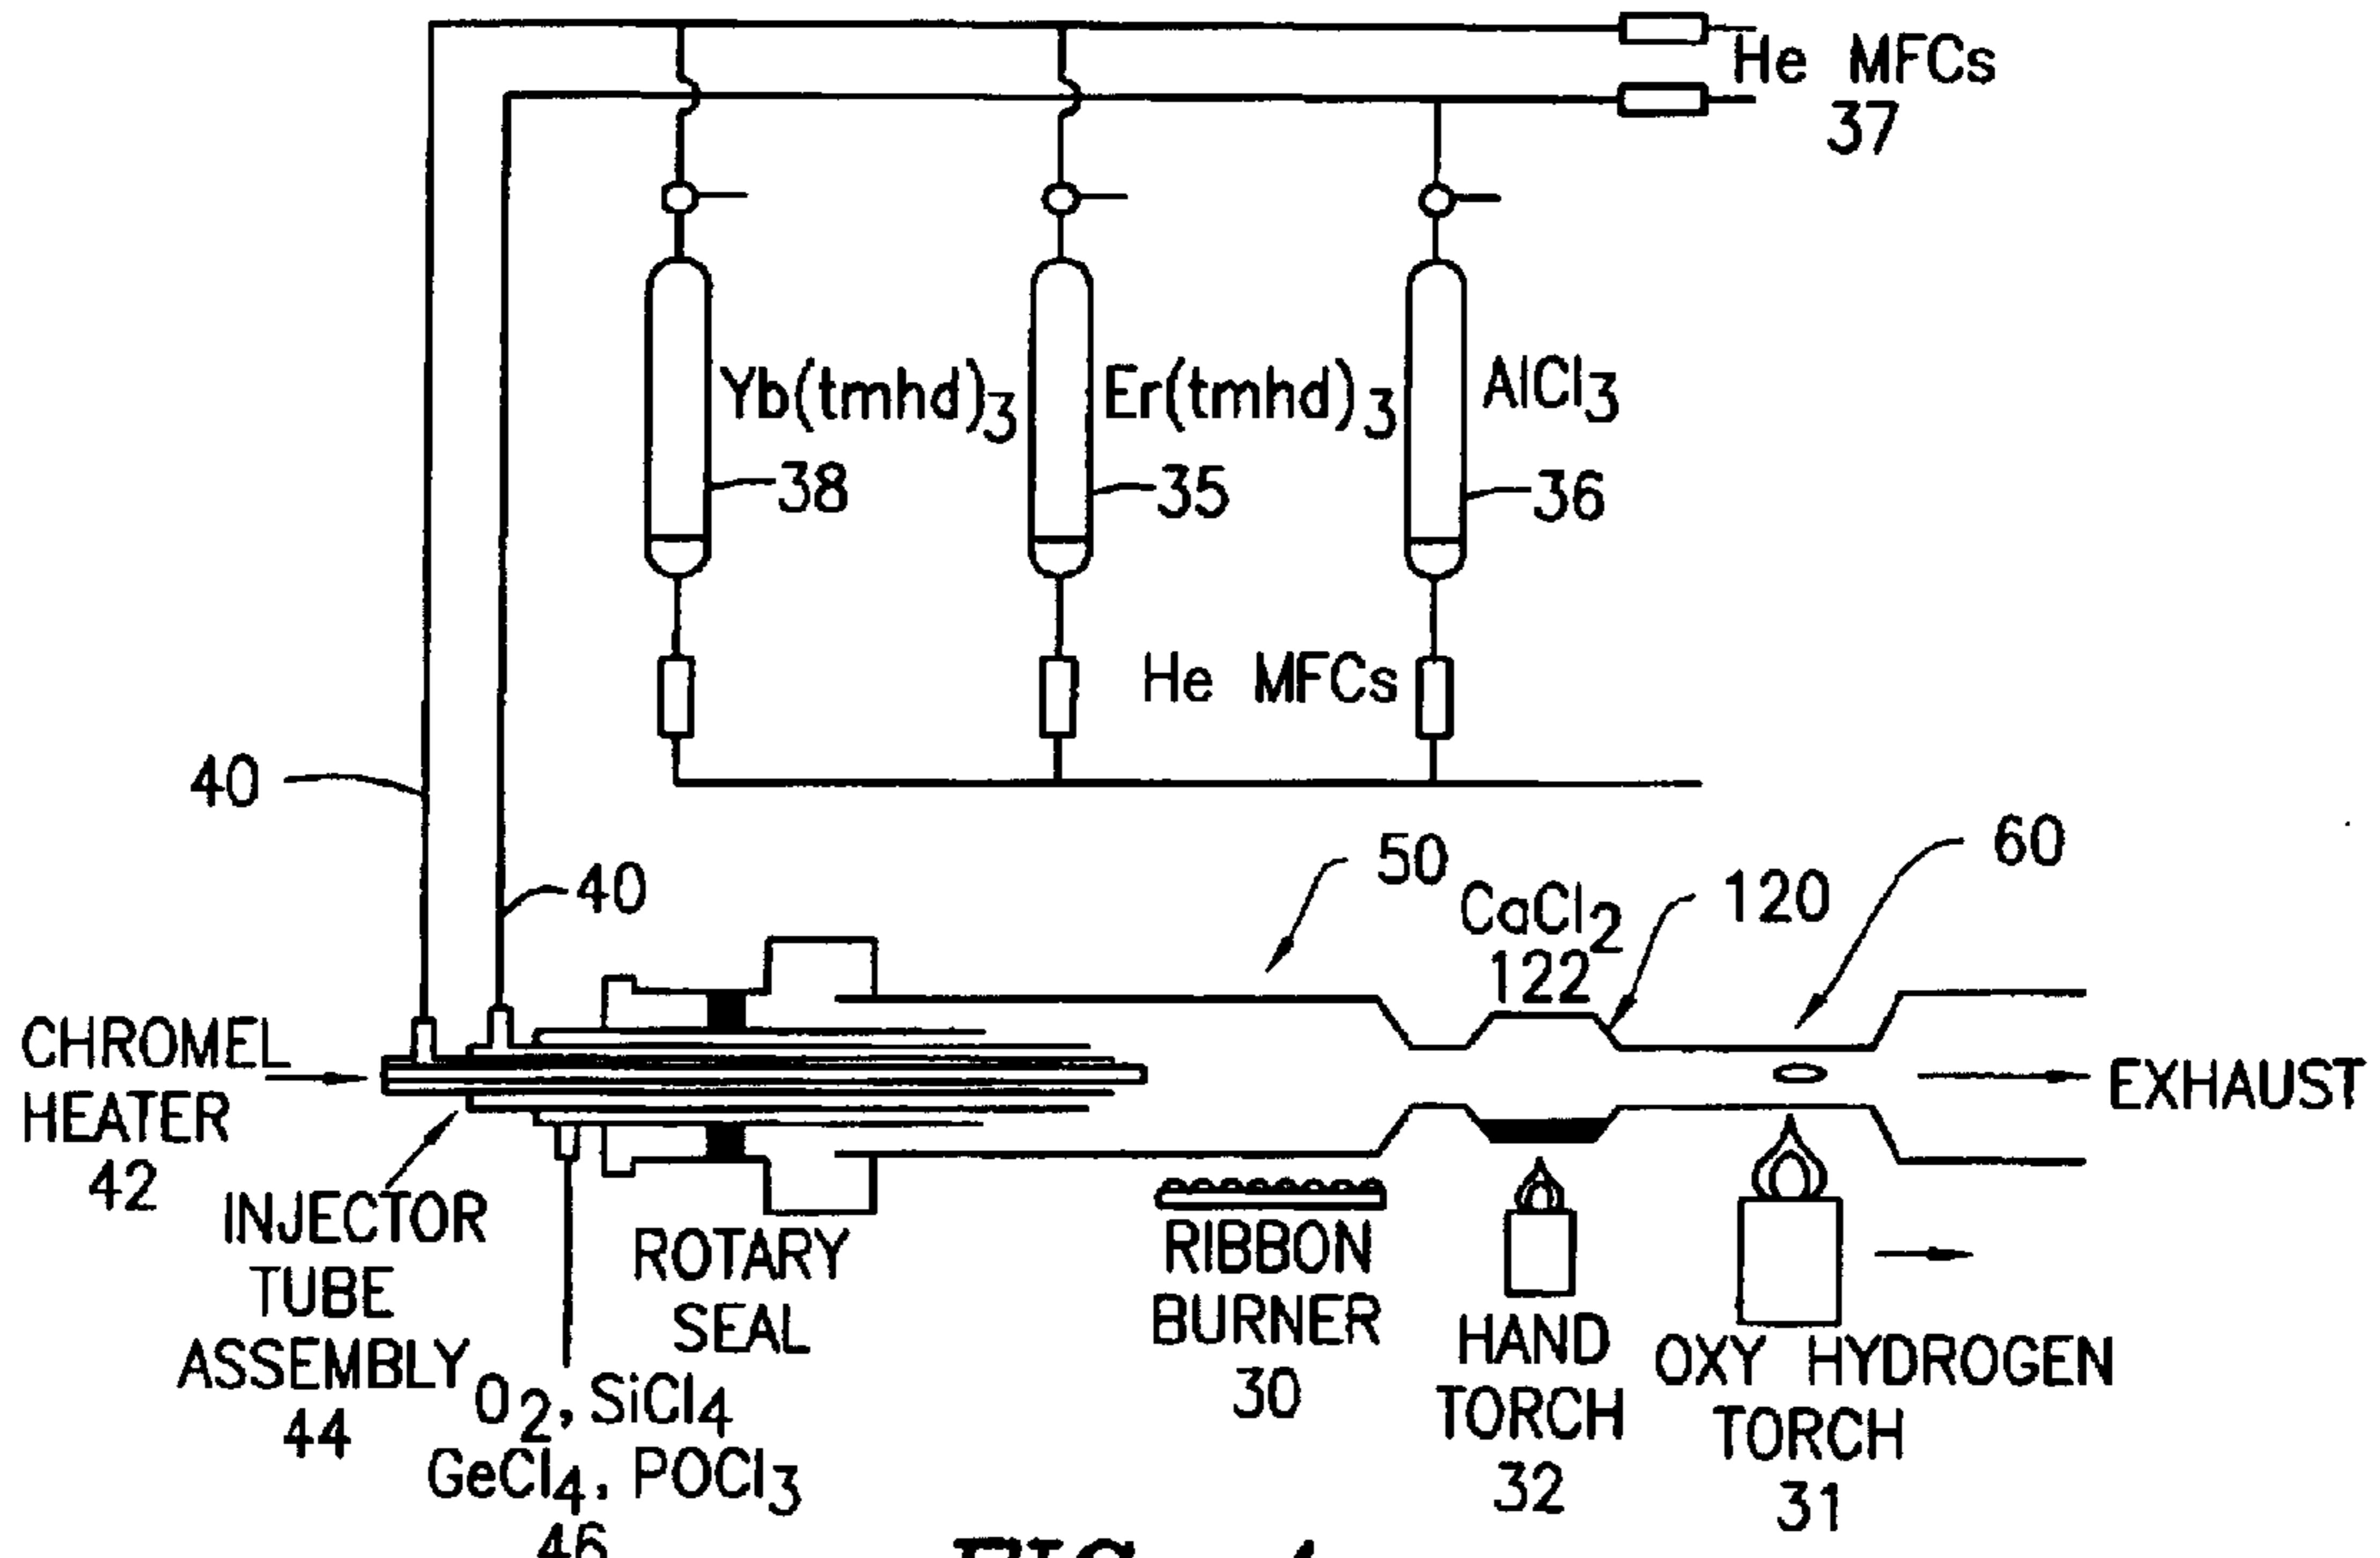 He MFCs
37
Yb(tmhd)3
Er(tmhd)3
AlCl3
38
35
36
He MFCs
40
40
50
CaCl2
122
120
60
CHROMEL
HEATER
42
INJECTOR
TUBE
ASSEMBLY
44
O2, SiCl4
GeCl4, POCl3
46
ROTARY
SEAL
RIBBON
BURNER
30
HAND
TORCH
32
OXY HYDROGEN
TORCH
31
EXHAUST